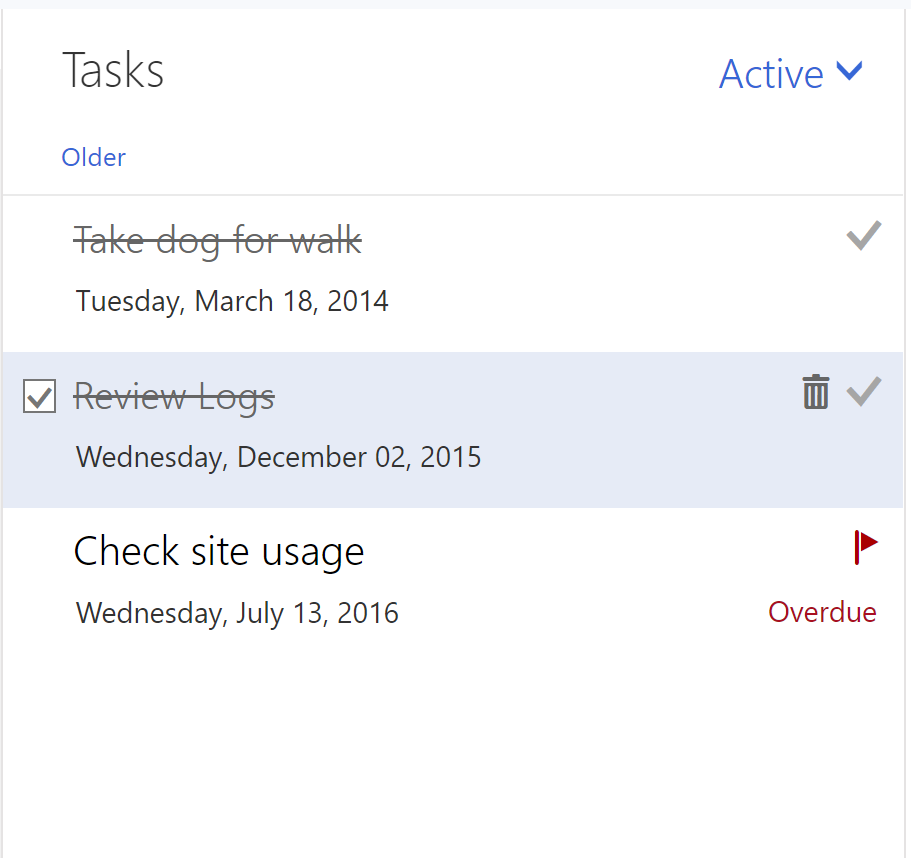 Tasks
Active
Older
Take dog for walk
Tuesday, March 18, 2014
Review Logs
Wednesday, December 02, 2015
Check site usage
Wednesday, July 13, 2016
Overdue